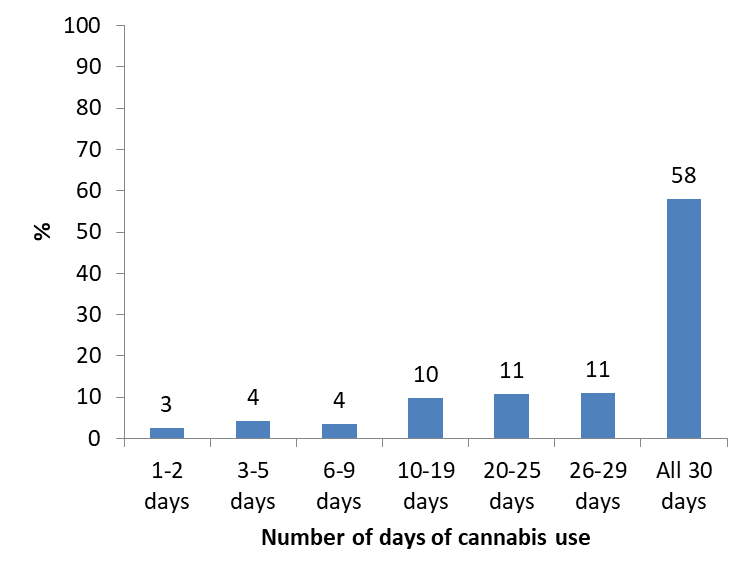 100
90
80
70
60
50
40
30
20
10
0
%
3
4
4
10
11
11
58
1-2 days
3-5 days
6-9 days
10-19 days
20-25 days
26-29 days
All 30 days
Number of days of cannabis use